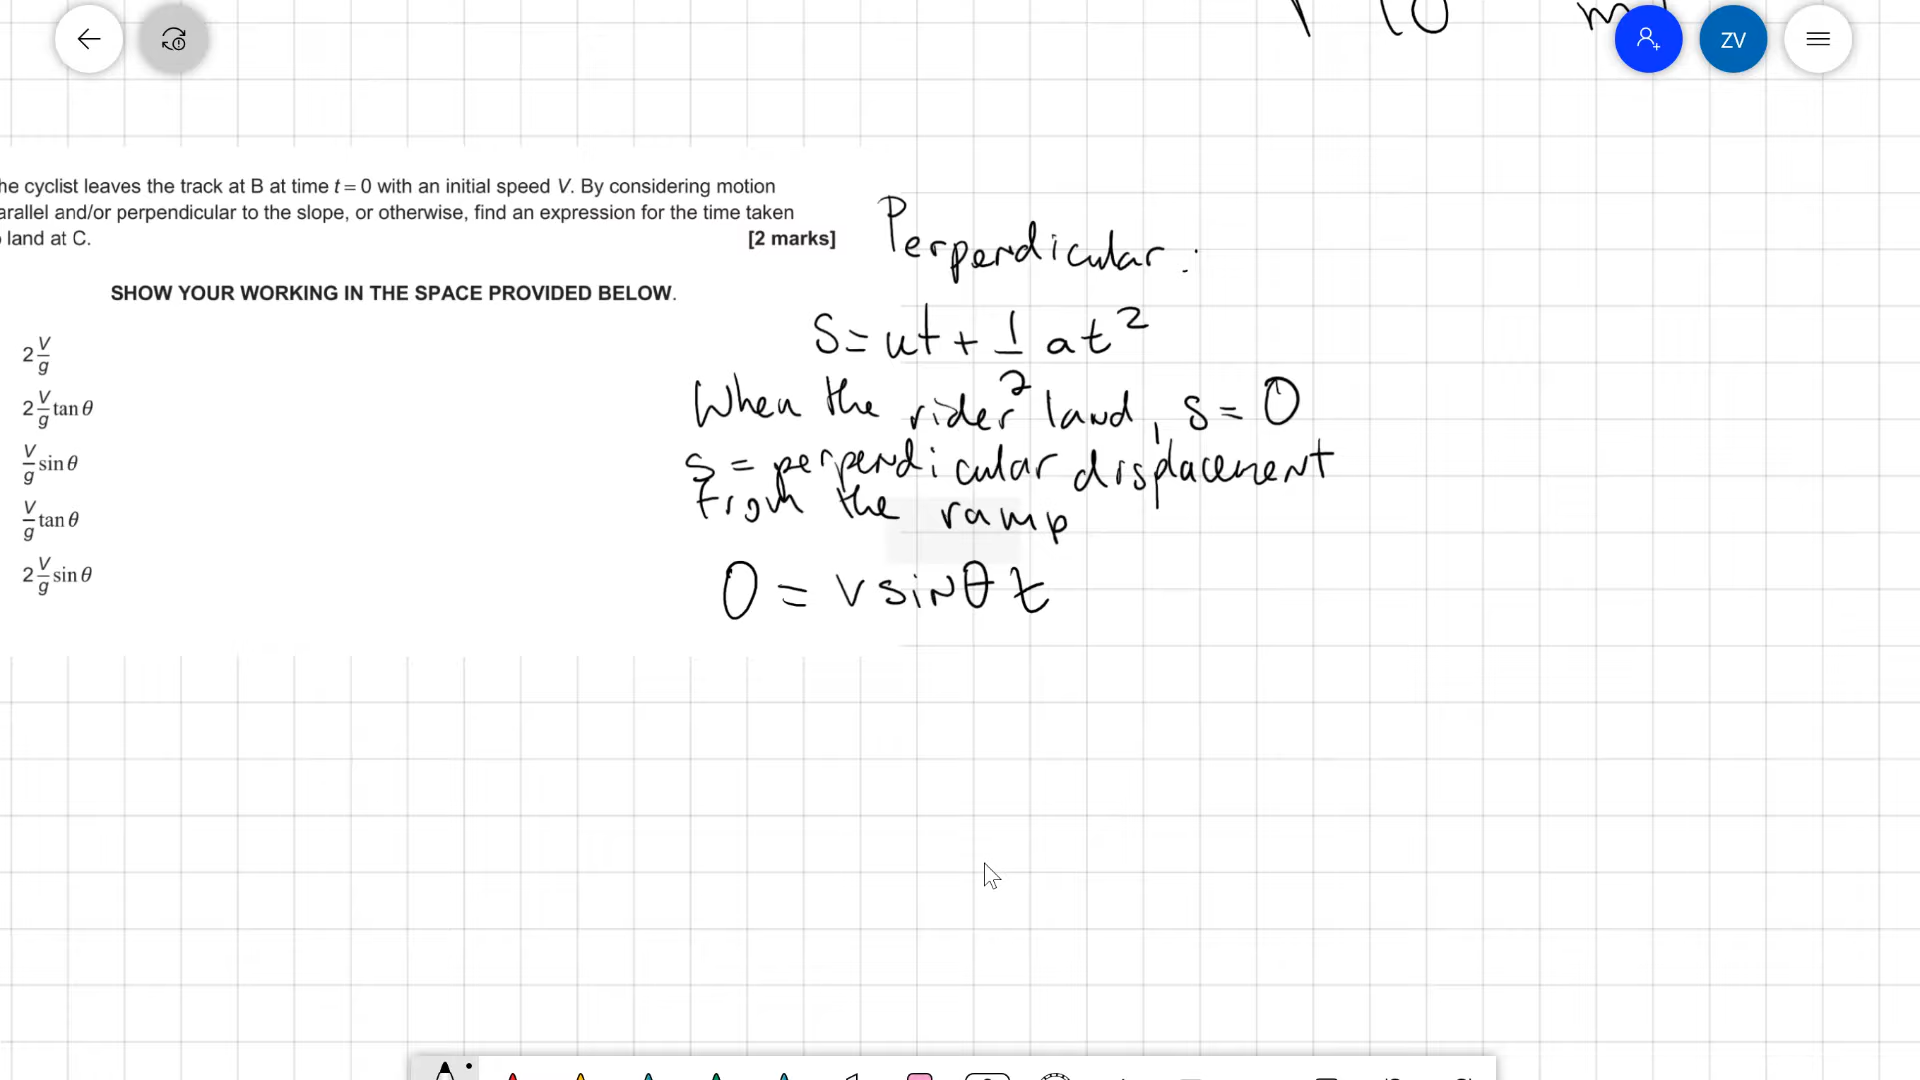 ZV
he cyclist leaves the track at B at time t = 0 with an initial speed V. By considering motion
arallel and/or perpendicular to the slope, or otherwise, find an expression for the time taken
land at C. [2 marks]
SHOW YOUR WORKING IN THE SPACE PROVIDED BELOW.
2 V/g
2 V/g tan θ
V/g sin θ
V/g tan θ
2 V/g sin θ
Perpendicular :
S = ut + 1/2 at²
When the rider land, s = 0
s = perpendicular displacement
from the ramp
0 = v sin θ t